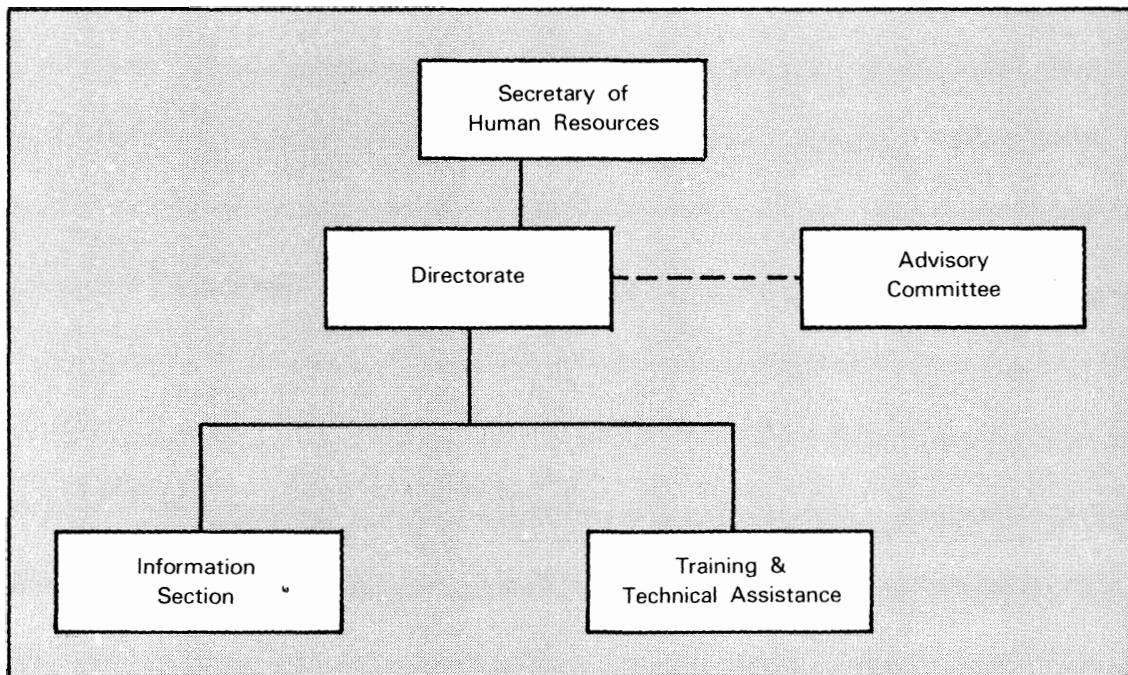 Secretary of
Human Resources
Directorate
Advisory
Committee
Information
Section
Training &
Technical Assistance